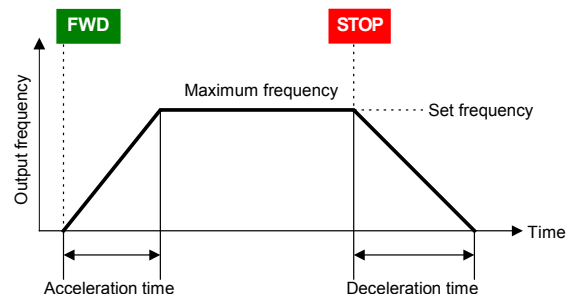 FWD
STOP
Output frequency
Maximum frequency
Set frequency
Time
Acceleration time
Deceleration time